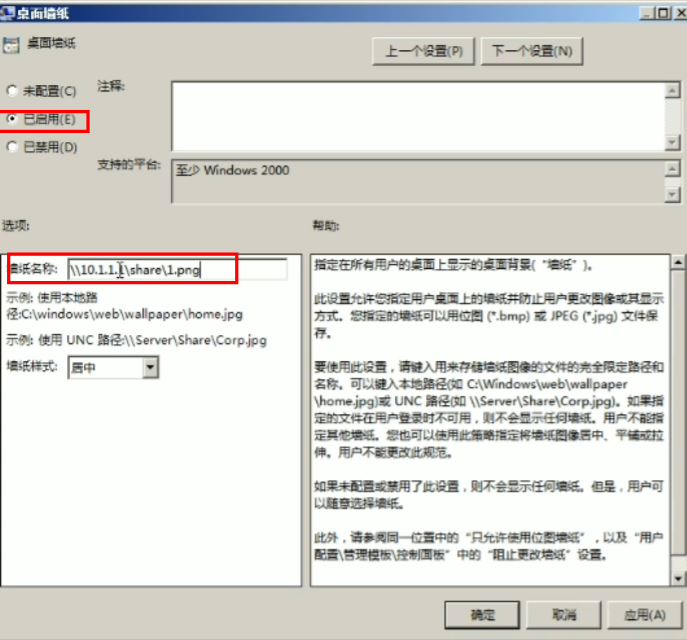 桌面墙纸
桌面墙纸
上一个设置(P)
下一个设置(N)
未配置(C)
注释:
已启用(E)
已禁用(D)
支持的平台:
至少 Windows 2000
选项:
帮助:
墙纸名称:
\\10.1.1.1\share\1.png
示例: 使用本地路
径:C:\windows\web\wallpaper\home.jpg
示例: 使用 UNC 路径:\\Server\Share\Corp.jpg
墙纸样式:
居中
指定在所有用户的桌面上显示的桌面背景(“墙纸”)。
此设置允许您指定用户桌面上的墙纸并防止用户更改图像或其显示
方式。您指定的墙纸可以用位图 (*.bmp) 或 JPEG (*.jpg) 文件保
存。
要使用此设置，请键入用来存储墙纸图像的文件的完全限定路径和
名称。可以键入本地路径(如 C:\Windows\web\wallpaper
\home.jpg)或 UNC 路径(如 \\Server\Share\Corp.jpg)。如果指
定的文件在用户登录时不可用，则不会显示任何墙纸。用户不能指
定其他墙纸。您也可以使用此策略指定将墙纸图像居中、平铺或拉
伸。用户不能更改此规范。
如果未配置或禁用了此设置，则不会显示任何墙纸。但是，用户可
以随意选择墙纸。
此外，请参阅同一位置中的“只允许使用位图墙纸”，以及“用户
配置\管理模板\控制面板”中的“阻止更改墙纸”设置。
确定
取消
应用(A)